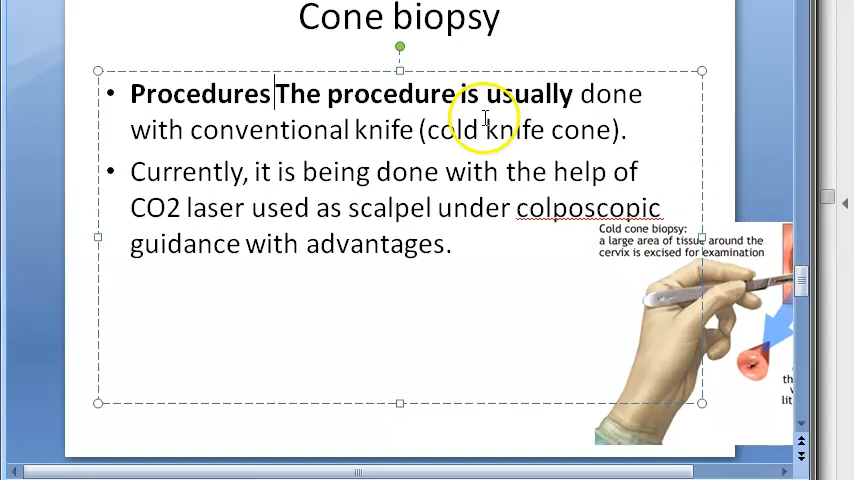 Cone biopsy
• Procedures The procedure is usually done
with conventional knife (cold knife cone).
• Currently, it is being done with the help of
CO2 laser used as scalpel under colposcopic
guidance with advantages.
Cold cone biopsy:
a large area of tissue around the
cervix is excised for examination
th
v
lit